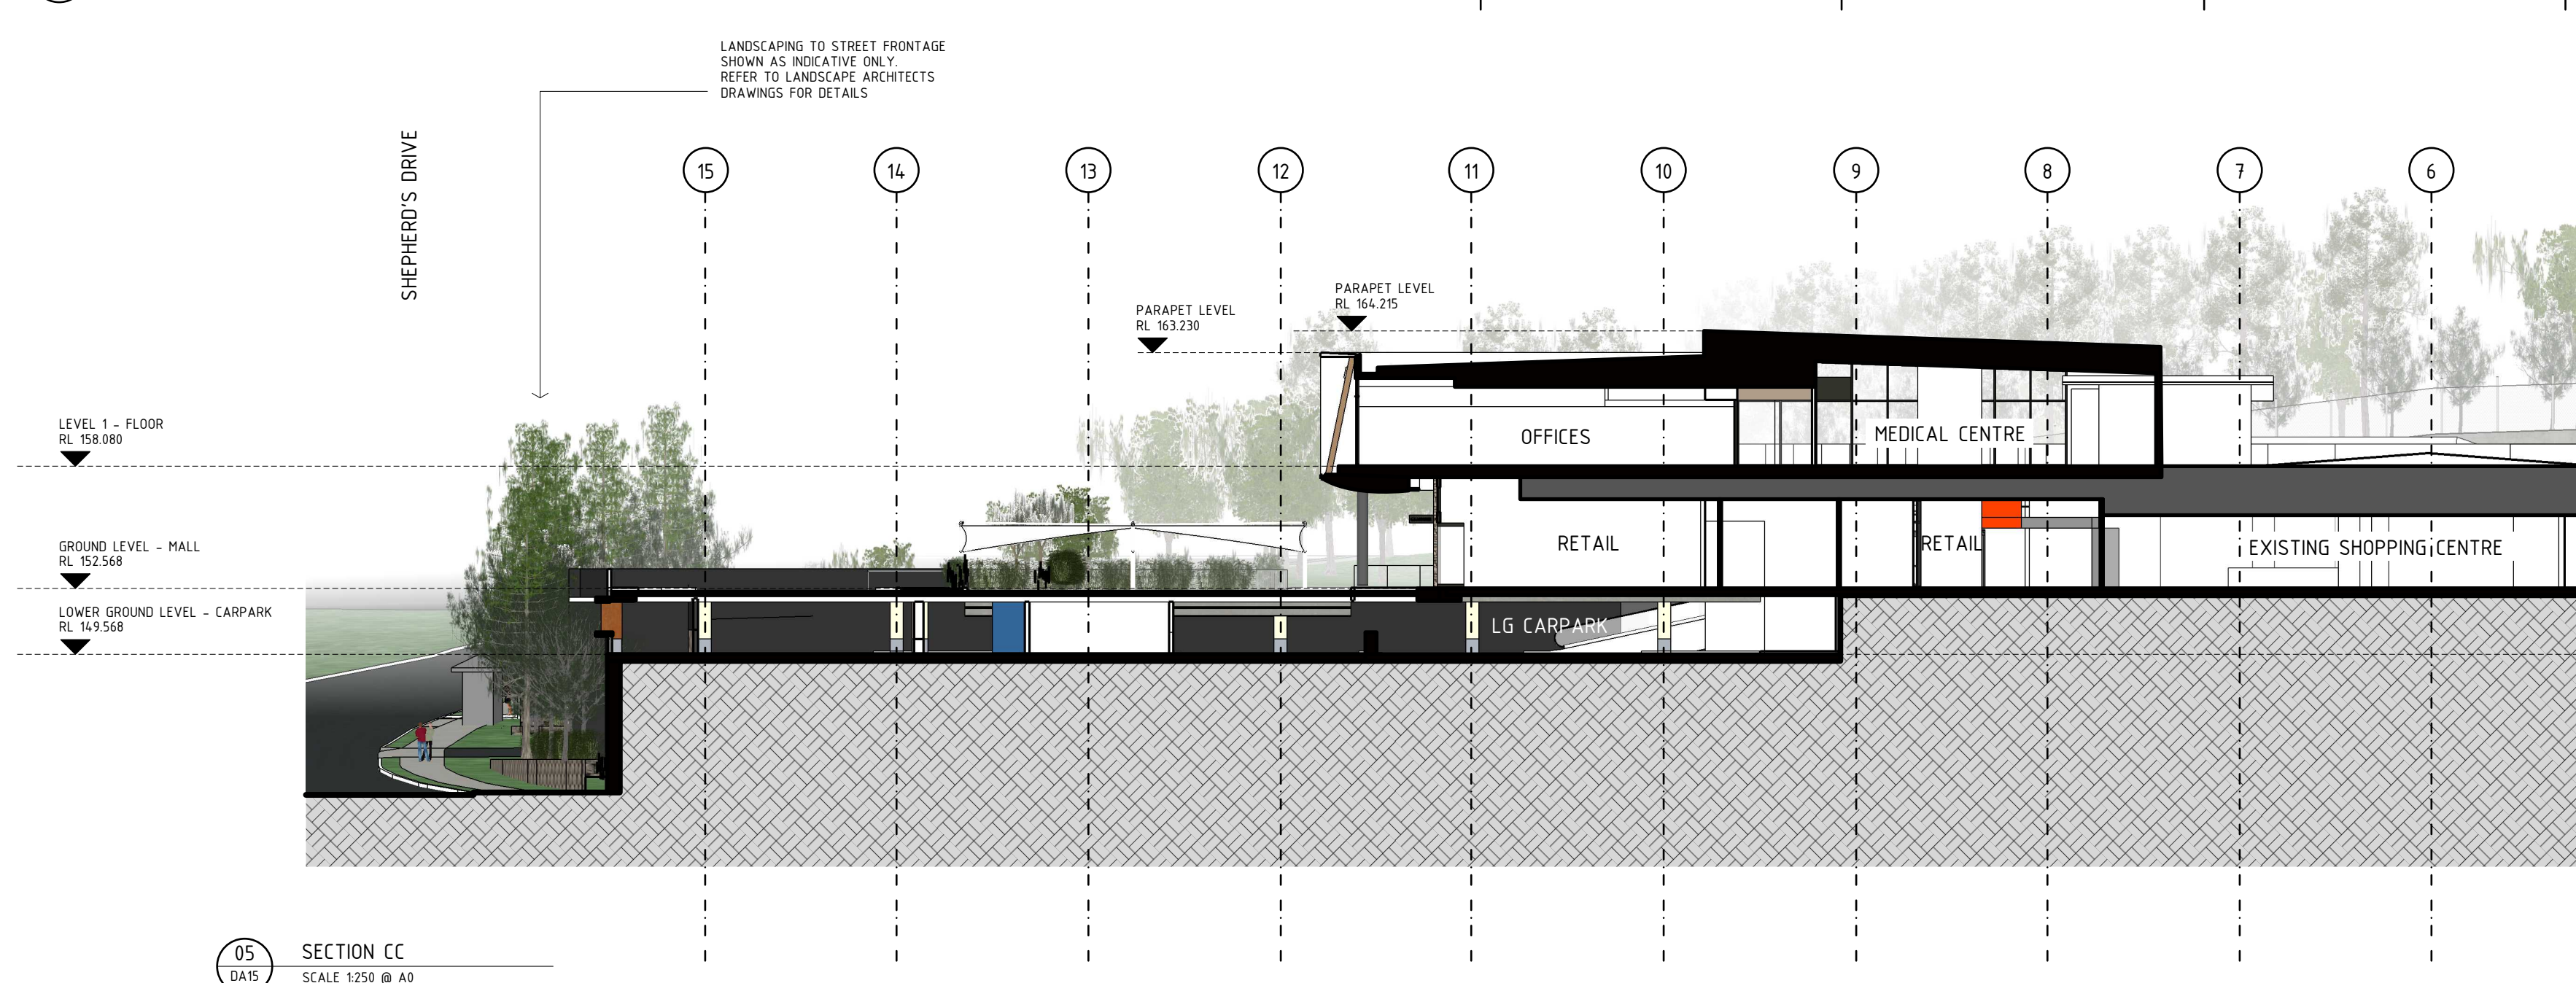 LANDSCAPING TO STREET FRONTAGE
SHOWN AS INDICATIVE ONLY.
REFER TO LANDSCAPE ARCHITECTS
DRAWINGS FOR DETAILS
SHEPHERD'S DRIVE
15
14
13
12
11
10
9
8
7
6
PARAPET LEVEL
RL 164.215
PARAPET LEVEL
RL 163.230
LEVEL 1 - FLOOR
RL 158.080
OFFICES
MEDICAL CENTRE
GROUND LEVEL - MALL
RL 152.568
RETAIL
RETAIL
EXISTING SHOPPING CENTRE
LOWER GROUND LEVEL - CARPARK
RL 149.568
LG CARPARK
05
DA15
SECTION CC
SCALE 1:250 @ A0